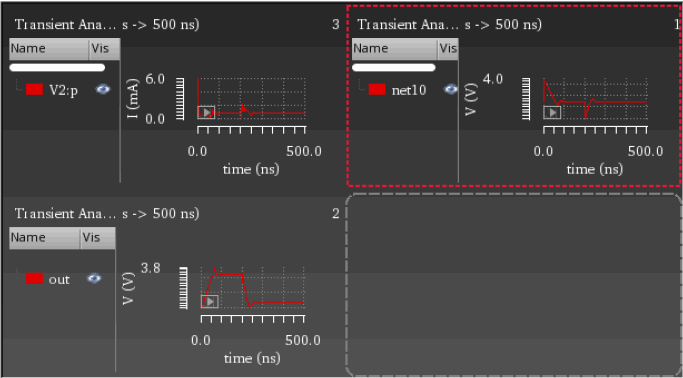 Transient Ana... s -> 500 ns) 3
Name Vis
V2:p
I (mA)
6.0
0.0
0.0 500.0
time (ns)
Transient Ana... s -> 500 ns) 1
Name Vis
net10
V (V)
4.0
0.0 500.0
time (ns)
Transient Ana... s -> 500 ns) 2
Name Vis
out
V (V)
3.8
0.0 500.0
time (ns)